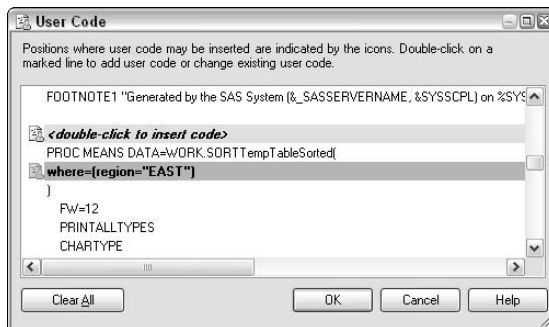 User Code
Positions where user code may be inserted are indicated by the icons. Double-click on a
marked line to add user code or change existing user code.
FOOTNOTE1 "Generated by the SAS System (&_SASSERVERNAME, &SYSSCPL) on %SYS
<double-click to insert code>
PROC MEANS DATA=WORK.SORTTempTableSorted(
where=(region="EAST")
)
FW=12
PRINTALLTYPES
CHARTYPE
Clear All
OK
Cancel
Help